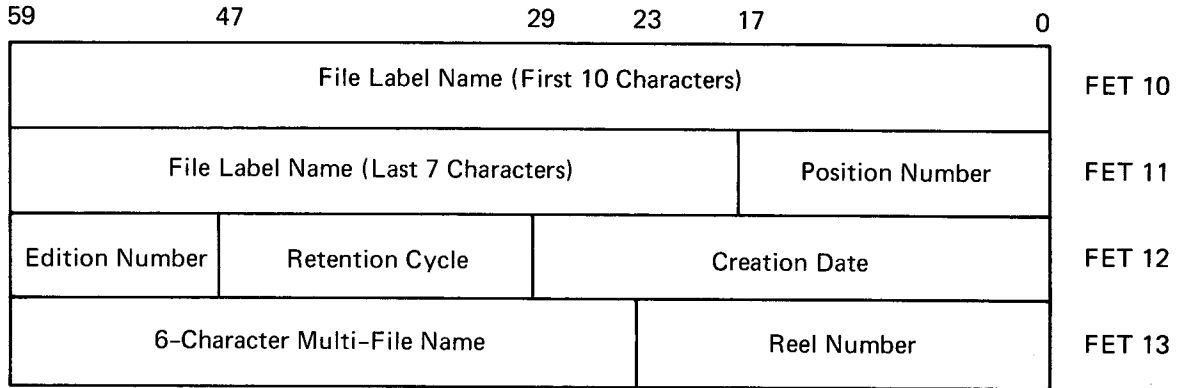 59 47 29 23 17 0
File Label Name (First 10 Characters) FET 10
File Label Name (Last 7 Characters) Position Number FET 11
Edition Number Retention Cycle Creation Date FET 12
6-Character Multi-File Name Reel Number FET 13